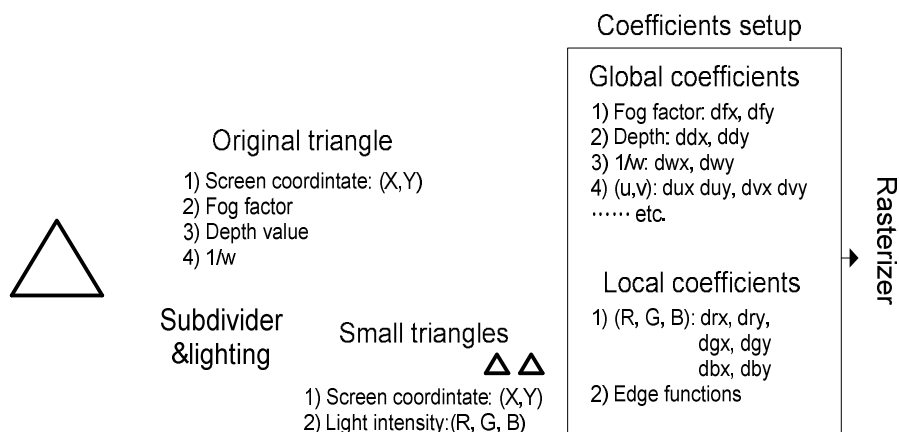 Coefficients setup
Global coefficients
1) Fog factor: dfx, dfy
2) Depth: ddx, ddy
3) 1/w: dwx, dwy
4) (u,v): dux duy, dvx dvy
…… etc.
Original triangle
1) Screen coordintate: (X,Y)
2) Fog factor
3) Depth value
4) 1/w
Subdivider
&lighting
Small triangles
1) Screen coordintate: (X,Y)
2) Light intensity:(R, G, B)
Local coefficients
1) (R, G, B): drx, dry,
dgx, dgy
dbx, dby
2) Edge functions
Rasterizer